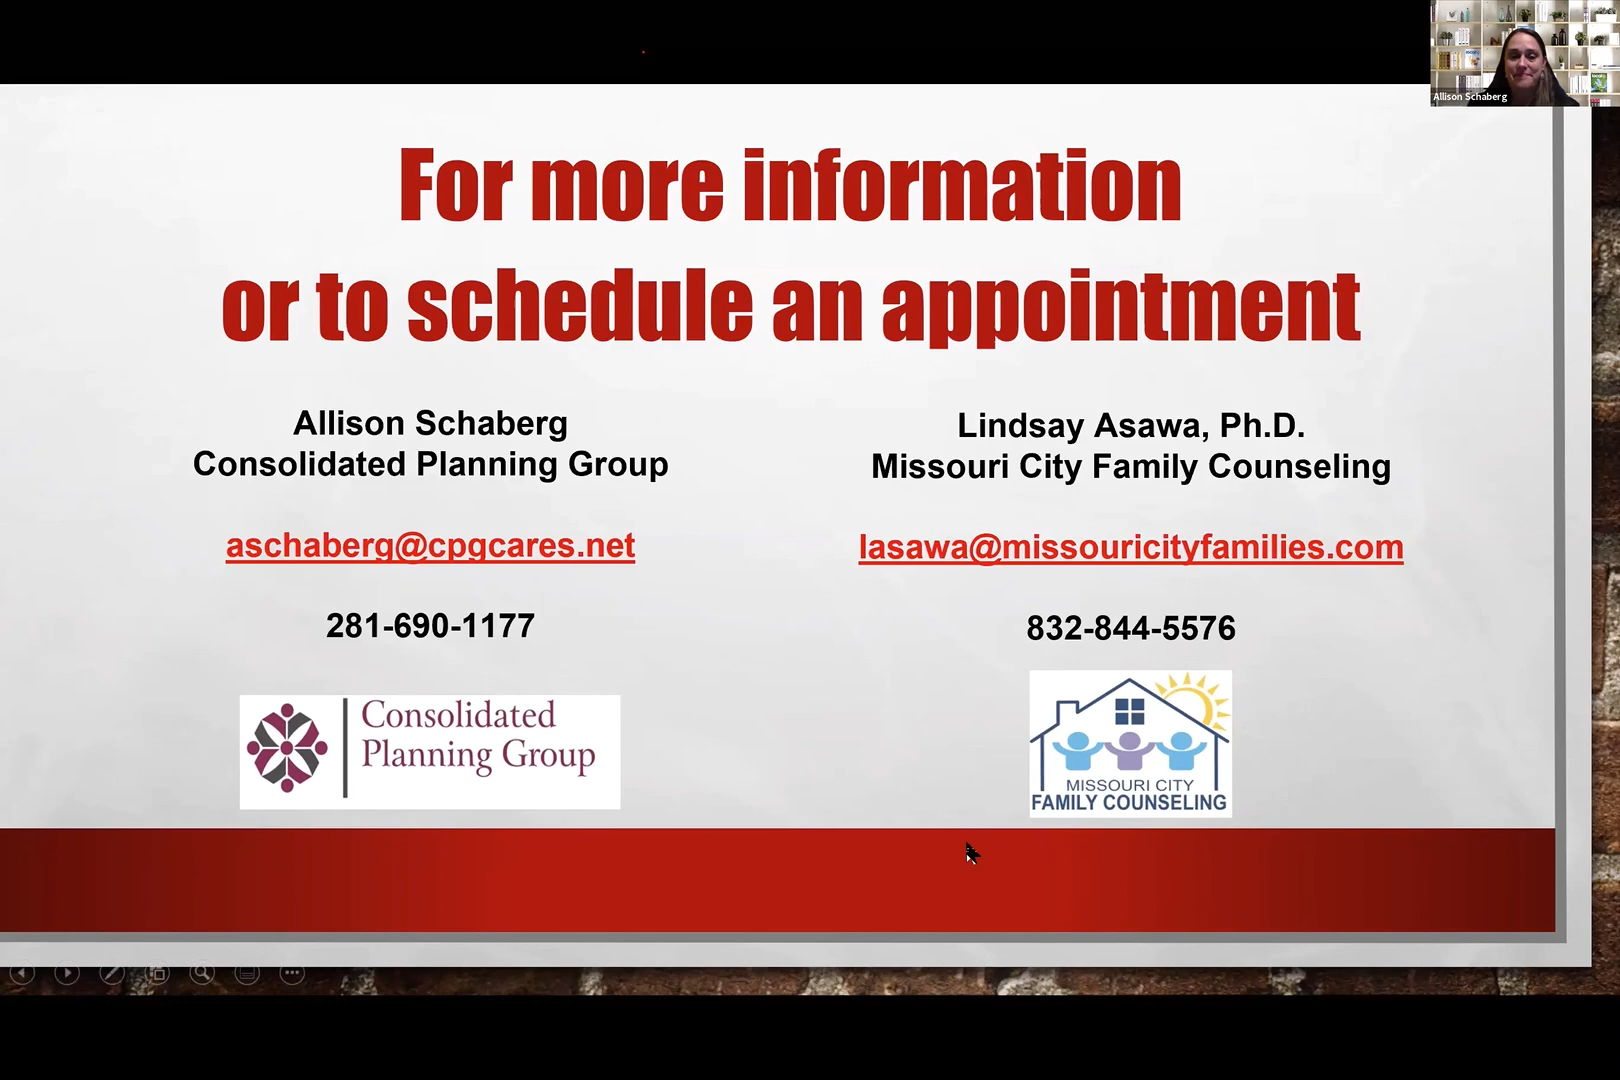 Allison Schaberg
For more information
or to schedule an appointment
Allison Schaberg
Consolidated Planning Group
aschaberg@cpgcares.net
281-690-1177
Consolidated
Planning Group
Lindsay Asawa, Ph.D.
Missouri City Family Counseling
lasawa@missouricityfamilies.com
832-844-5576
MISSOURI CITY
FAMILY COUNSELING